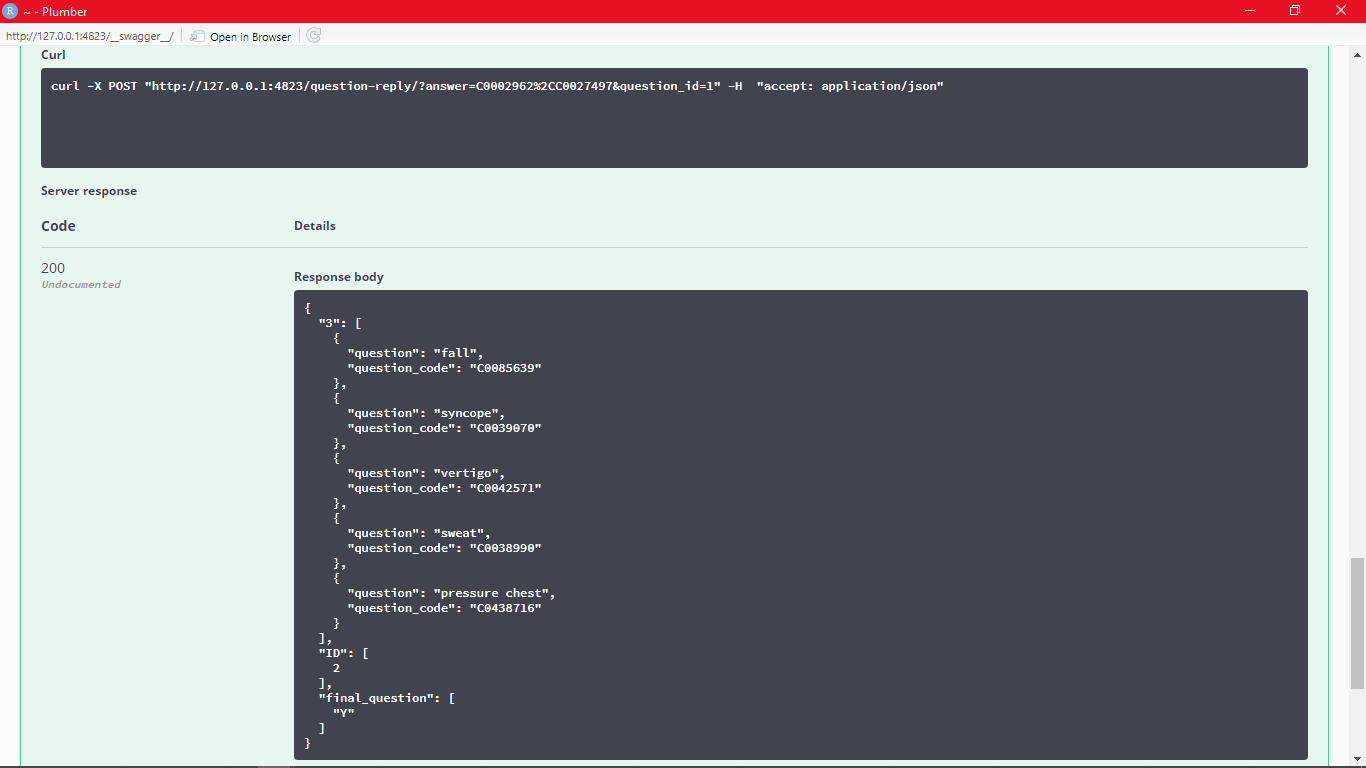 R ~ - Plumber
http://127.0.0.1:4823/__swagger__/ Open in Browser
Curl
curl -X POST "http://127.0.0.1:4823/question-reply/?answer=C0002962%2CC0027497&question_id=1" -H  "accept: application/json"
Server response
Code Details
200
Undocumented
Response body
{
  "3": [
    {
      "question": "fall",
      "question_code": "C0085639"
    },
    {
      "question": "syncope",
      "question_code": "C0039070"
    },
    {
      "question": "vertigo",
      "question_code": "C0042571"
    },
    {
      "question": "sweat",
      "question_code": "C0038990"
    },
    {
      "question": "pressure chest",
      "question_code": "C0438716"
    }
  ],
  "ID": [
    2
  ],
  "final_question": [
    "Y"
  ]
}